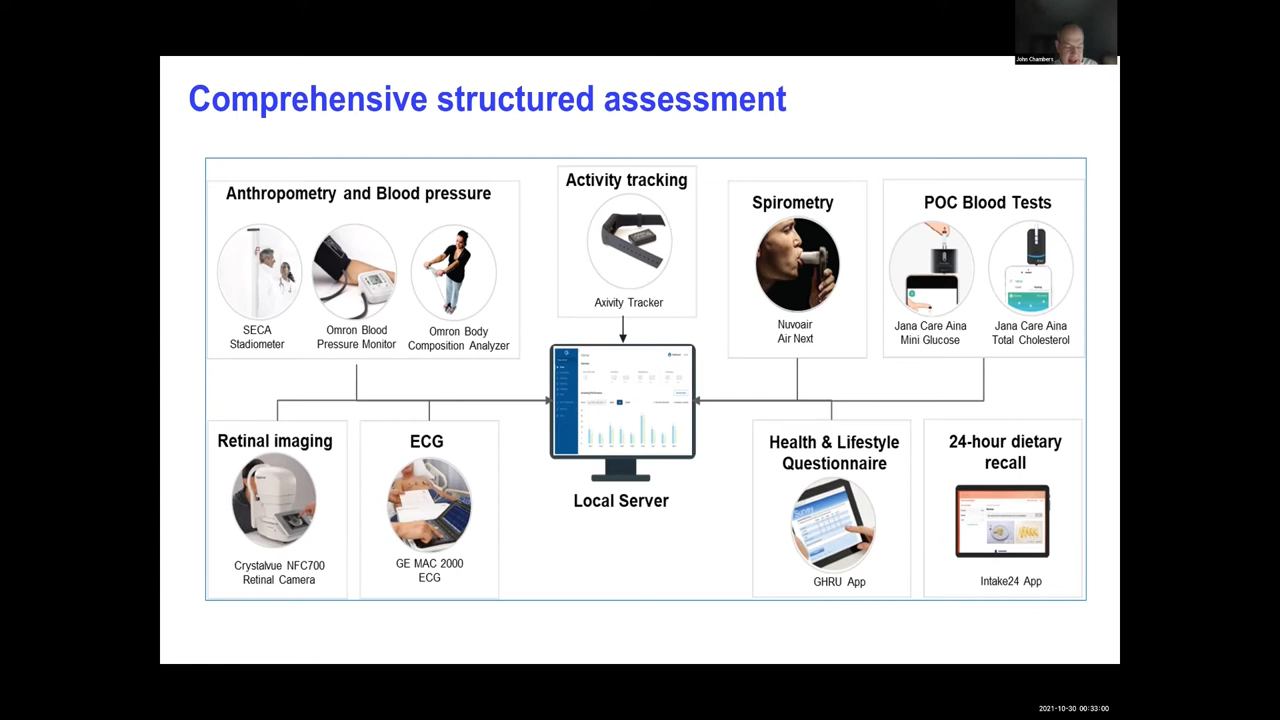 John Chambers
Comprehensive structured assessment
Anthropometry and Blood pressure
SECA
Stadiometer
Omron Blood
Pressure Monitor
Omron Body
Composition Analyzer
Activity tracking
Axivity Tracker
Spirometry
Nuvoair
Air Next
POC Blood Tests
Jana Care Aina
Mini Glucose
Jana Care Aina
Total Cholesterol
Retinal imaging
Crystalvue NFC700
Retinal Camera
ECG
GE MAC 2000
ECG
Local Server
Health & Lifestyle
Questionnaire
Survey
GHRU App
24-hour dietary
recall
Intake24 App
2021-10-30 00:33:00